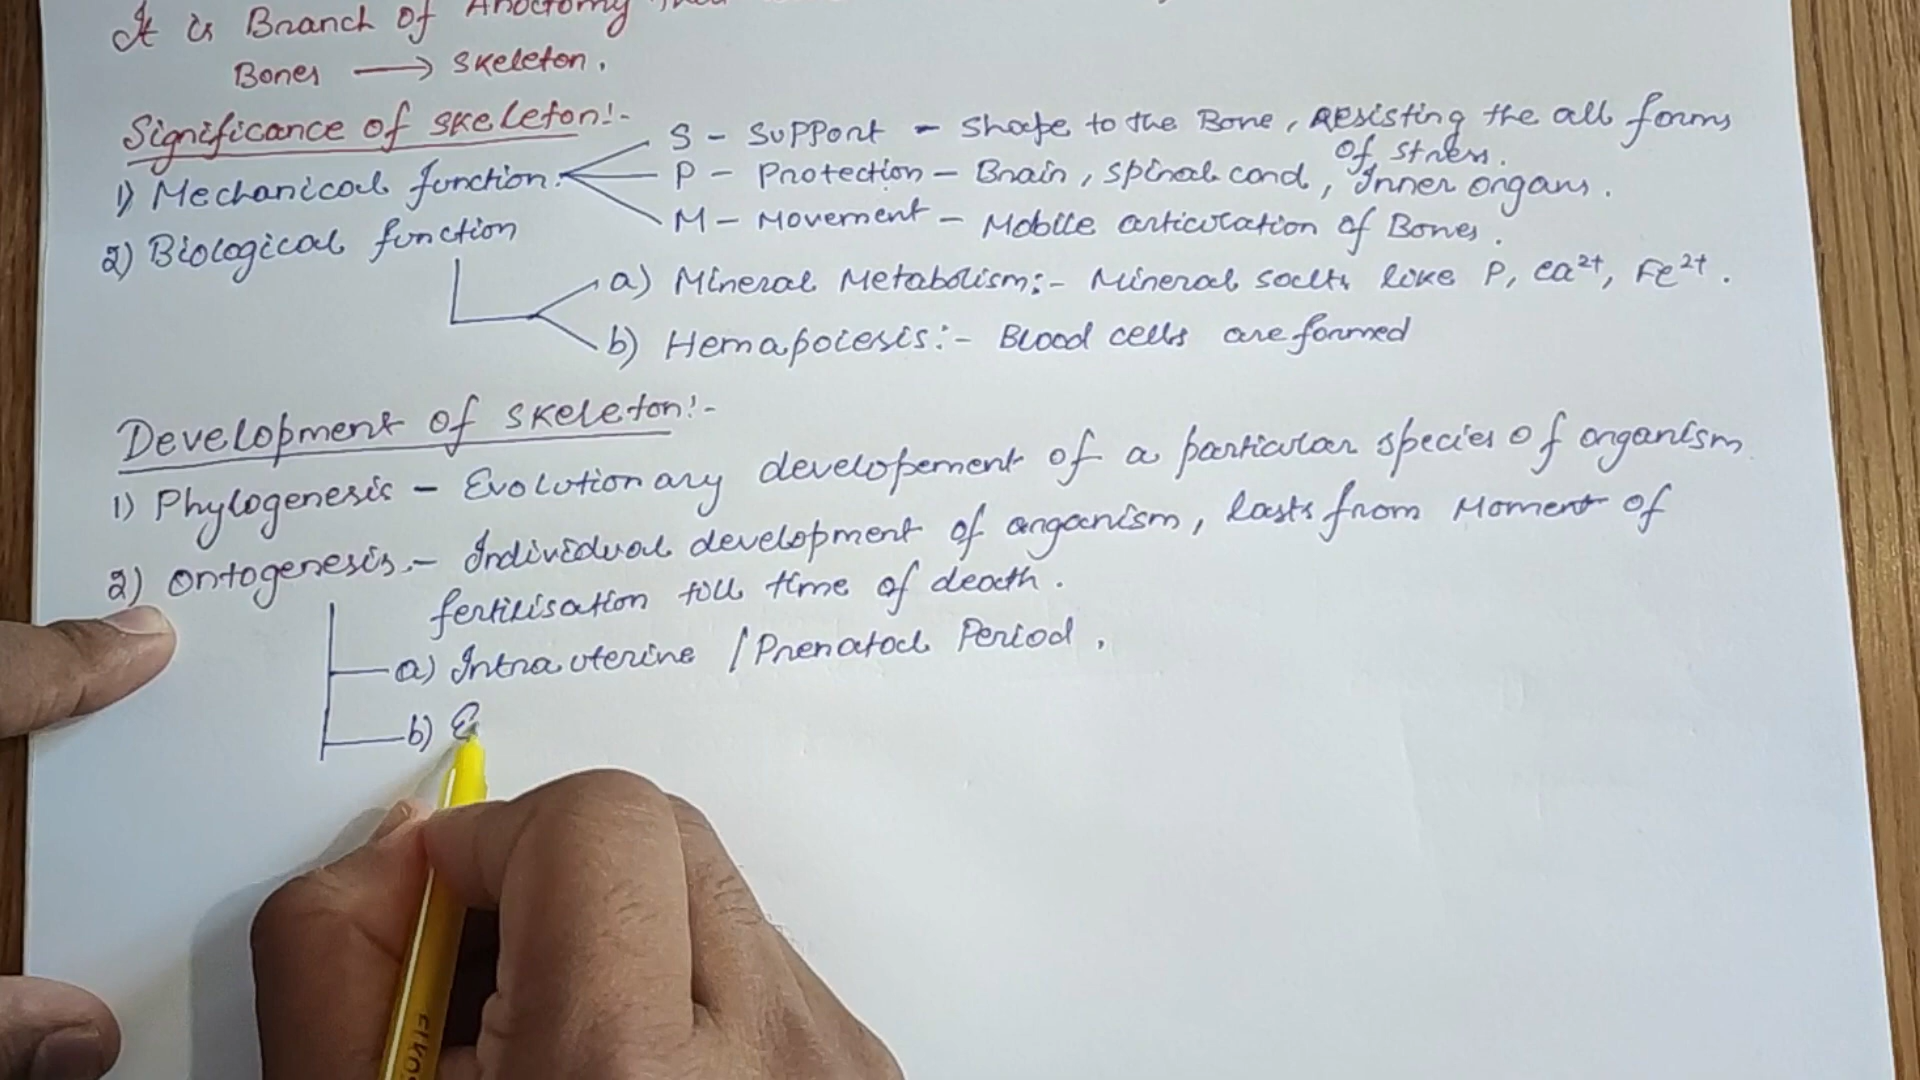 It is Branch of Anactomy
Bones → skeleton.
Significance of skeleton:-
1) Mechanical function: S - Support - Shape to the Bone, Resisting the all forms of stress.
P - Protection - Brain, spinal cord, Inner organs.
M - Movement - Mobile articulation of Bones.
2) Biological function
a) Mineral Metabolism:- Mineral salts like P, Ca²⁺, Fe²⁺.
b) Hemapoiesis:- Blood cells are formed
Development of skeleton:-
1) Phylogenesis - Evolutionary developement of a particular species of organism
2) Ontogenesis - Individual development of organism, lasts from Moment of
fertilisation till time of death.
a) Intrauterine / Prenatal Period.
b) E
ELKOS